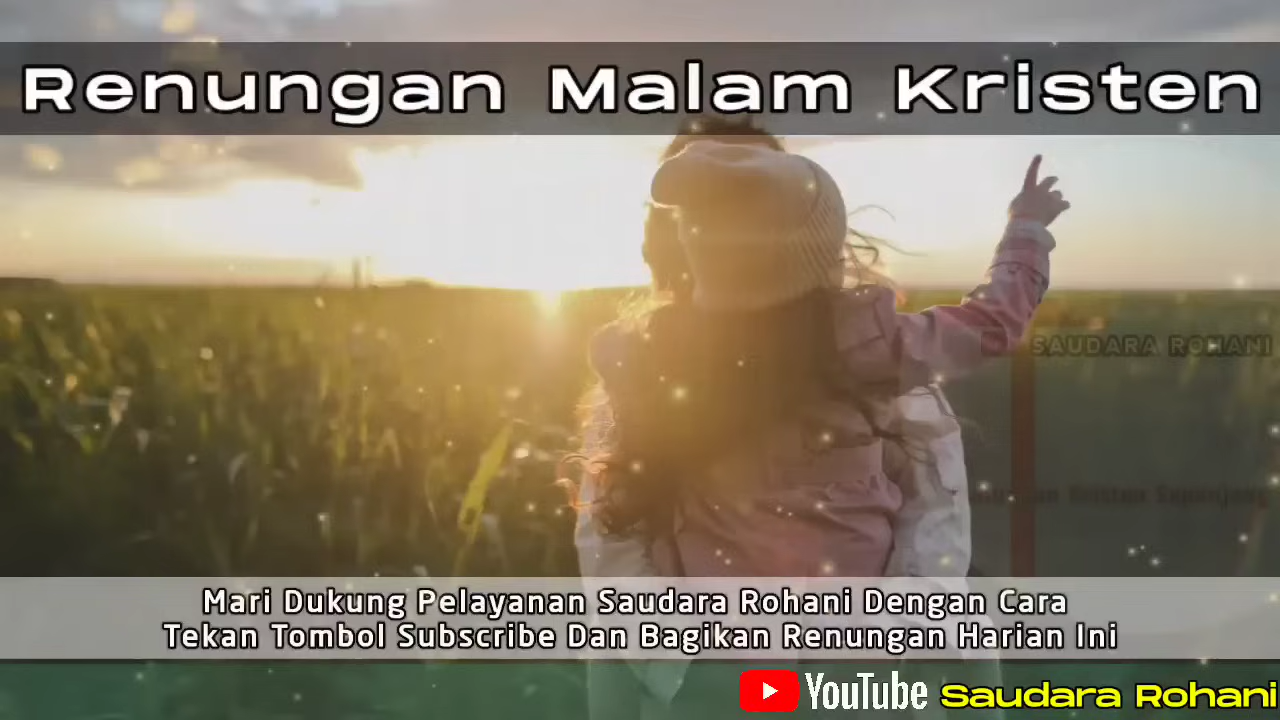 Renungan Malam Kristen
SAUDARA ROHANI
Mari Dukung Pelayanan Saudara Rohani Dengan Cara
Tekan Tombol Subscribe Dan Bagikan Renungan Harian Ini
YouTube Saudara Rohani